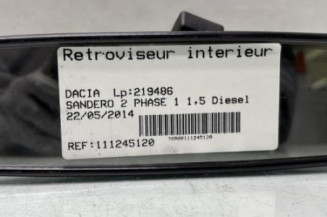 Retroviseur interieur
DACIA Lp:219486
SANDERO 2 PHASE 1 1.5 Diesel
22/05/2014
REF:111245120